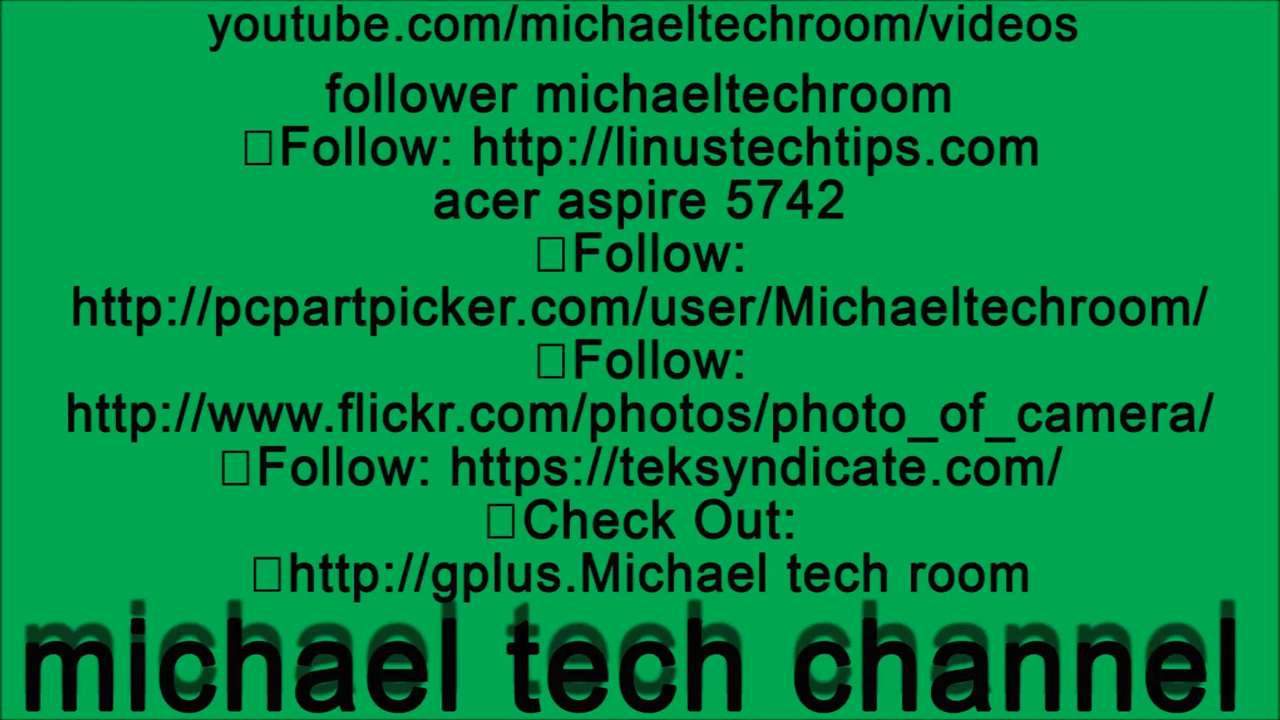 youtube.com/michaeltechroom/videos
follower michaeltechroom
□Follow: http://linustechtips.com
acer aspire 5742
□Follow:
http://pcpartpicker.com/user/Michaeltechroom/
□Follow:
http://www.flickr.com/photos/photo_of_camera/
□Follow: https://teksyndicate.com/
□Check Out:
□http://gplus.Michael tech room
michael tech channel